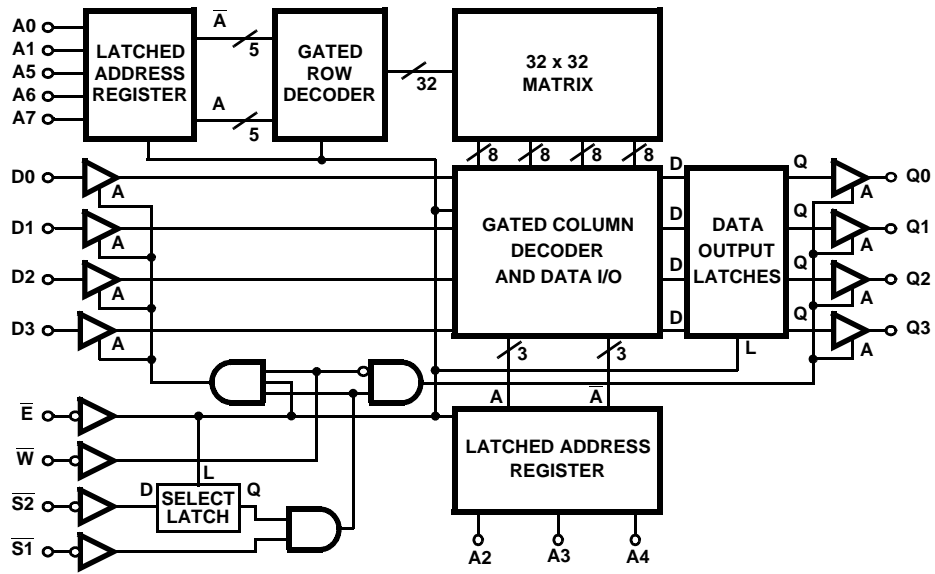 A0
A1
A5
A6
A7
LATCHED
ADDRESS
REGISTER
A̅
5
A
5
GATED
ROW
DECODER
32
32 x 32
MATRIX
8
8
8
8
D0
A
D1
A
D2
A
D3
A
GATED COLUMN
DECODER
AND DATA I/O
D
D
D
D
DATA
OUTPUT
LATCHES
L
Q
Q
Q
Q
A
Q0
A
Q1
A
Q2
A
Q3
3
3
A
A̅
LATCHED ADDRESS
REGISTER
A2
A3
A4
E̅
W̅
S̅2̅
S̅1̅
L
D
SELECT
LATCH
Q